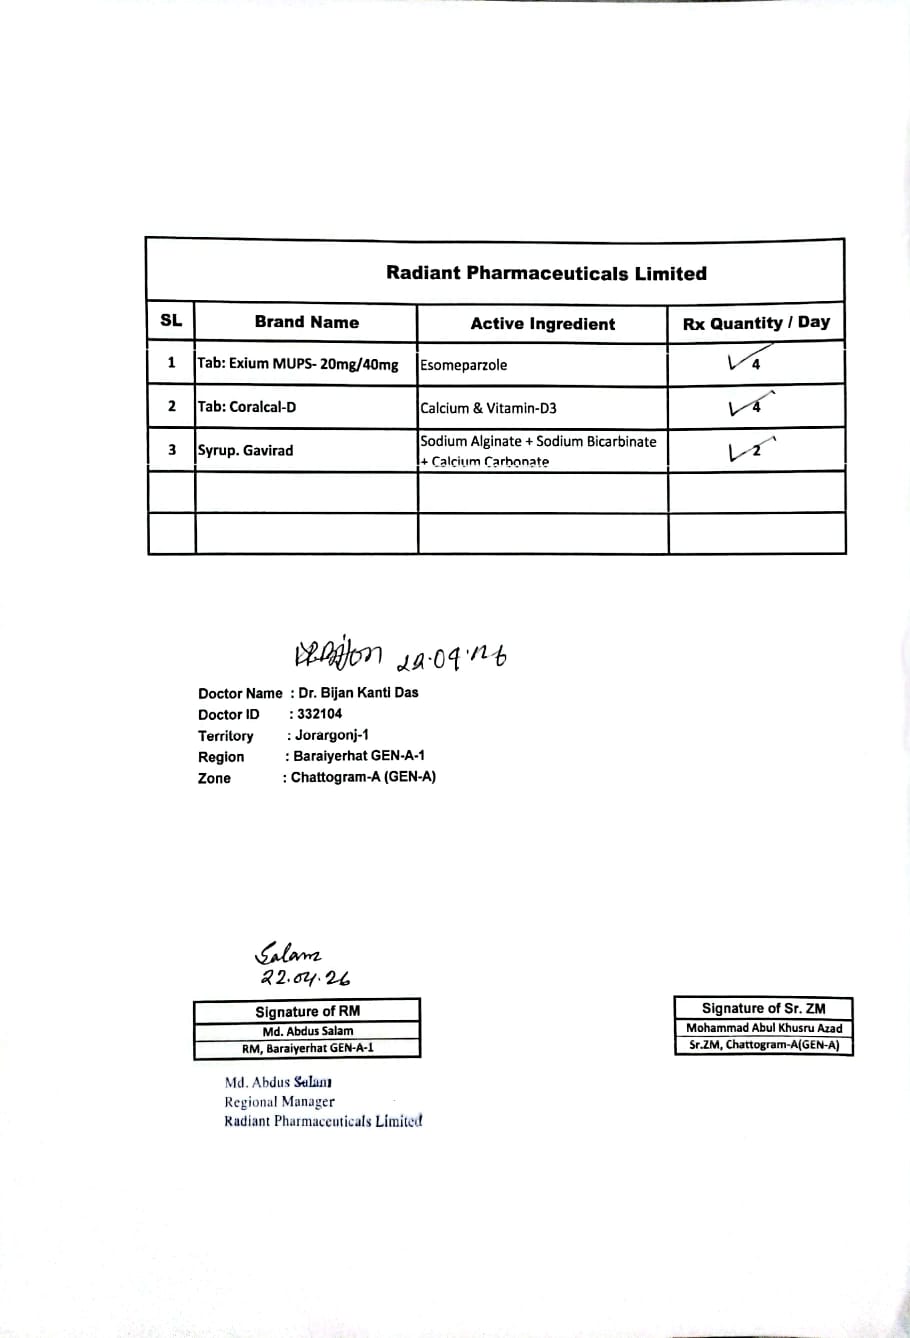 Radiant Pharmaceuticals Limited
SL Brand Name Active Ingredient Rx Quantity / Day
1 Tab: Exium MUPS- 20mg/40mg Esomeparzole 4
2 Tab: Coralcal-D Calcium & Vitamin-D3 4
3 Syrup. Gavirad Sodium Alginate + Sodium Bicarbinate + Calcium Carbonate 2
Doctor Name : Dr. Bijan Kanti Das
Doctor ID : 332104
Territory : Jorargonj-1
Region : Baraiyerhat GEN-A-1
Zone : Chattogram-A (GEN-A)
Salam
22.04.26
Signature of RM
Md. Abdus Salam
RM, Baraiyerhat GEN-A-1
Signature of Sr. ZM
Mohammad Abul Khusru Azad
Sr.ZM, Chattogram-A(GEN-A)
Md. Abdus Salam
Regional Manager
Radiant Pharmaceuticals Limited